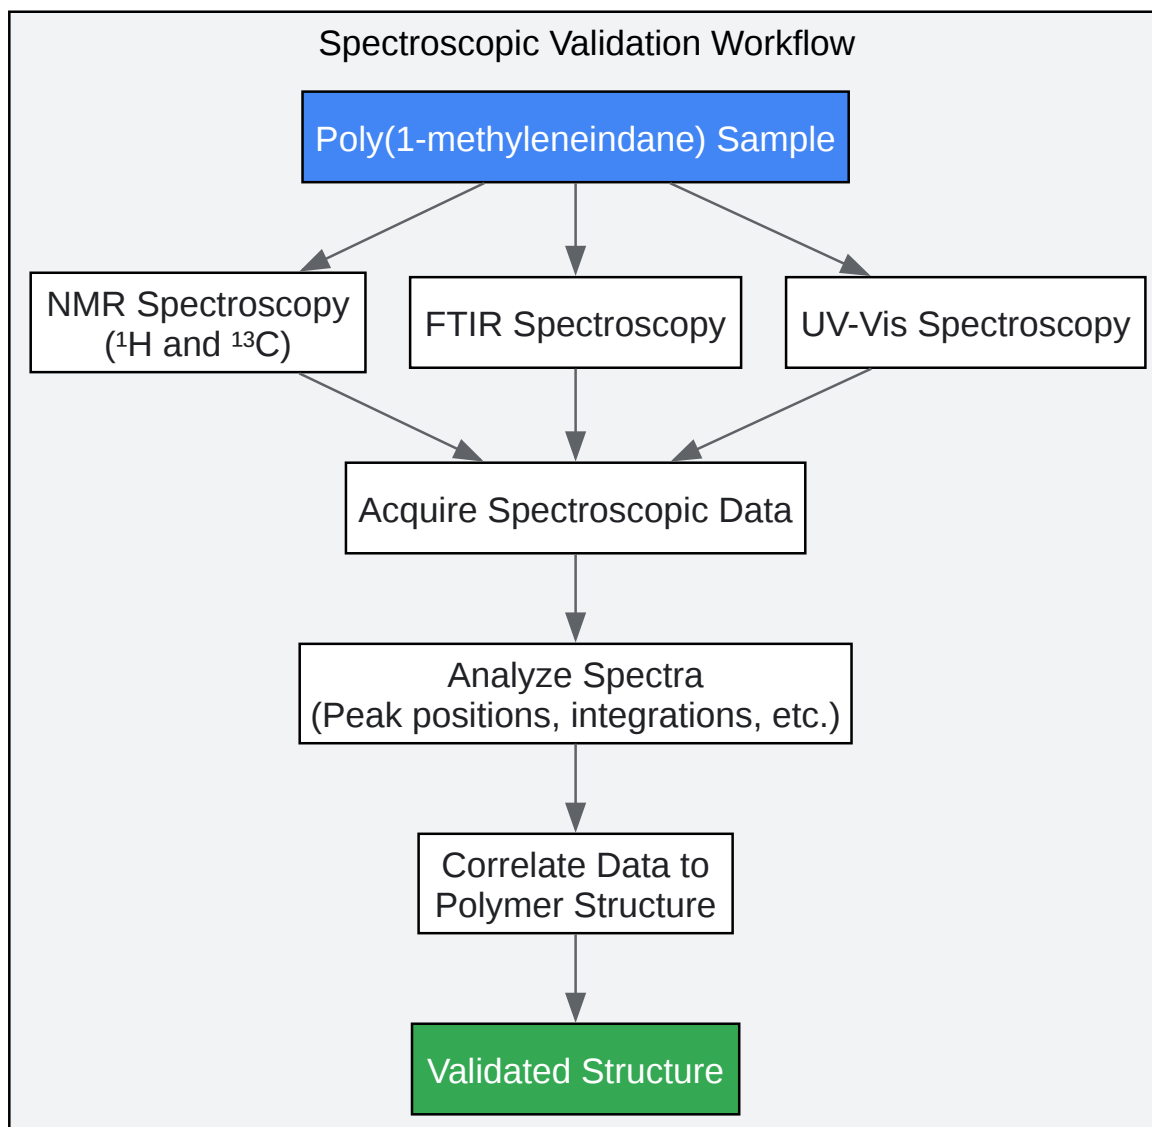 Spectroscopic Validation Workflow
Poly(1-methyleneindane) Sample
NMR Spectroscopy
(¹H and ¹³C)
FTIR Spectroscopy
UV-Vis Spectroscopy
Acquire Spectroscopic Data
Analyze Spectra
(Peak positions, integrations, etc.)
Correlate Data to
Polymer Structure
Validated Structure